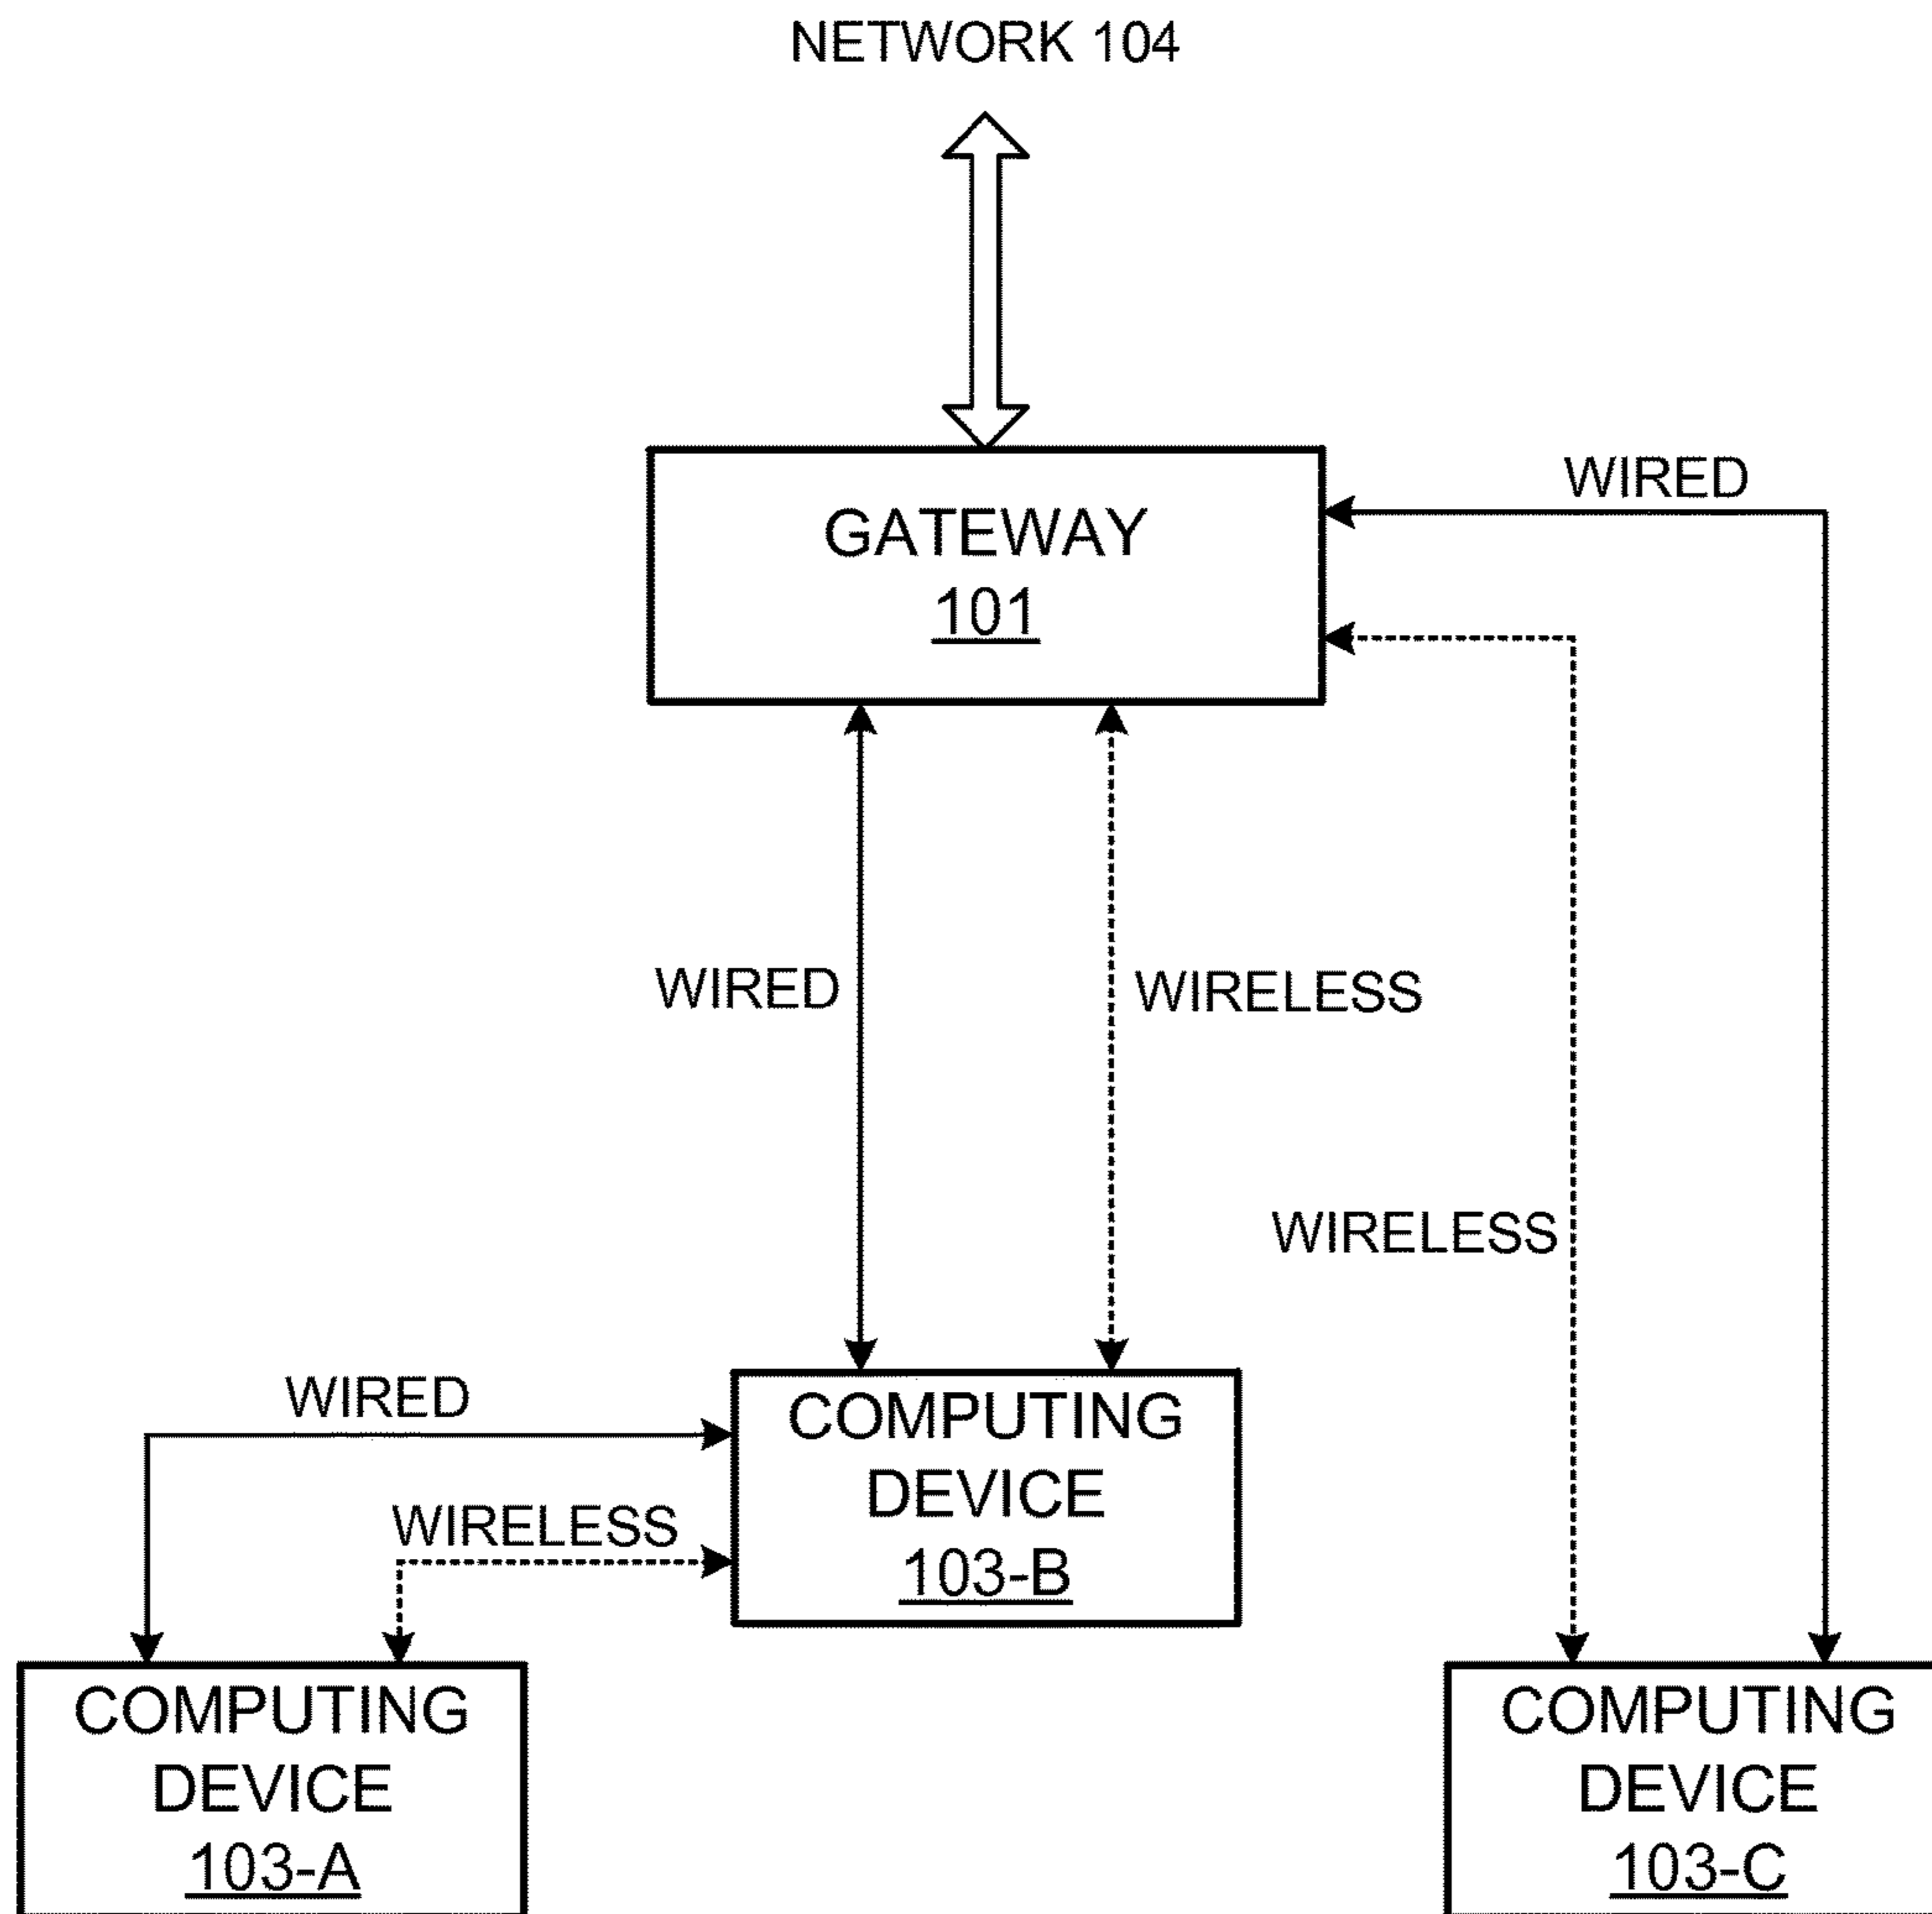 NETWORK 104
GATEWAY
101
WIRED
WIRED
WIRELESS
WIRELESS
WIRED
WIRELESS
COMPUTING
DEVICE
103-B
COMPUTING
DEVICE
103-A
COMPUTING
DEVICE
103-C